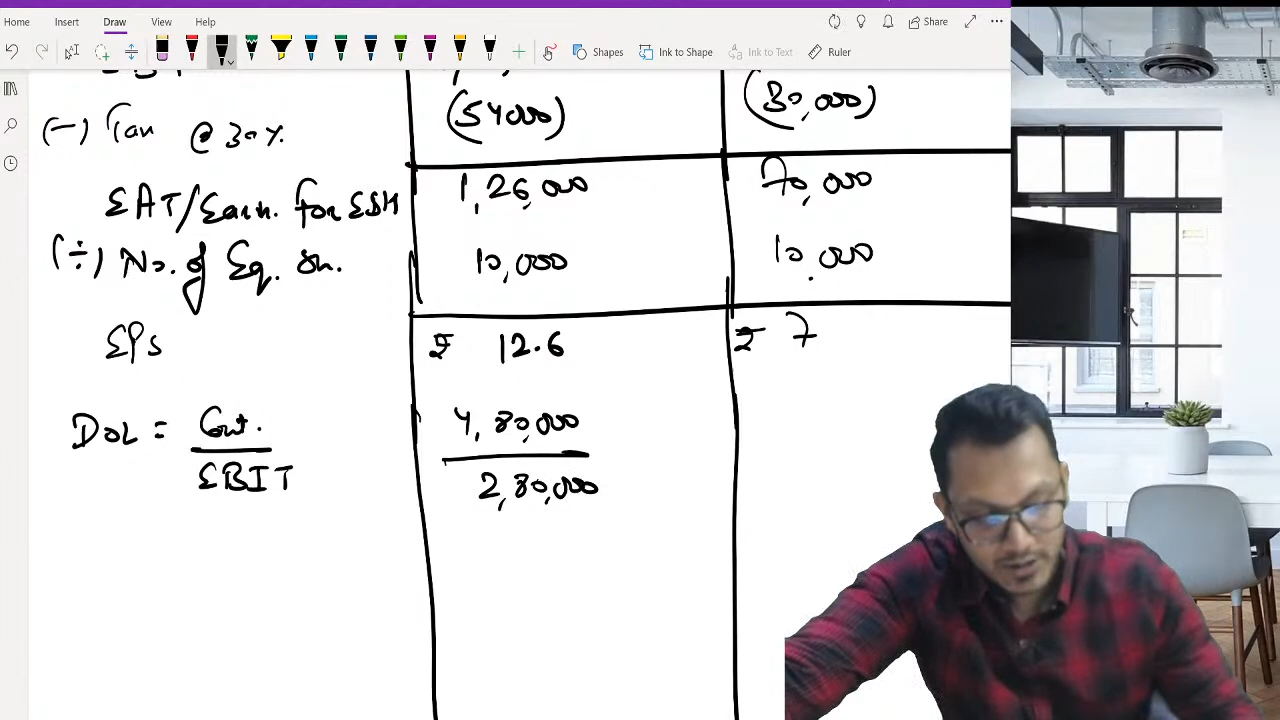 Home Insert Draw View Help Share
Shapes Ink to Shape Ink to Text Ruler
(-) Tax @ 30%. (54000) (30,000)
EAT/Earn. for ESH 1,26,000 70,000
(÷) No. of Eq. sh. 10,000 10,000
EPS ₹ 12.6 ₹ 7
DOL = Cont. 4,80,000
EBIT 2,80,000